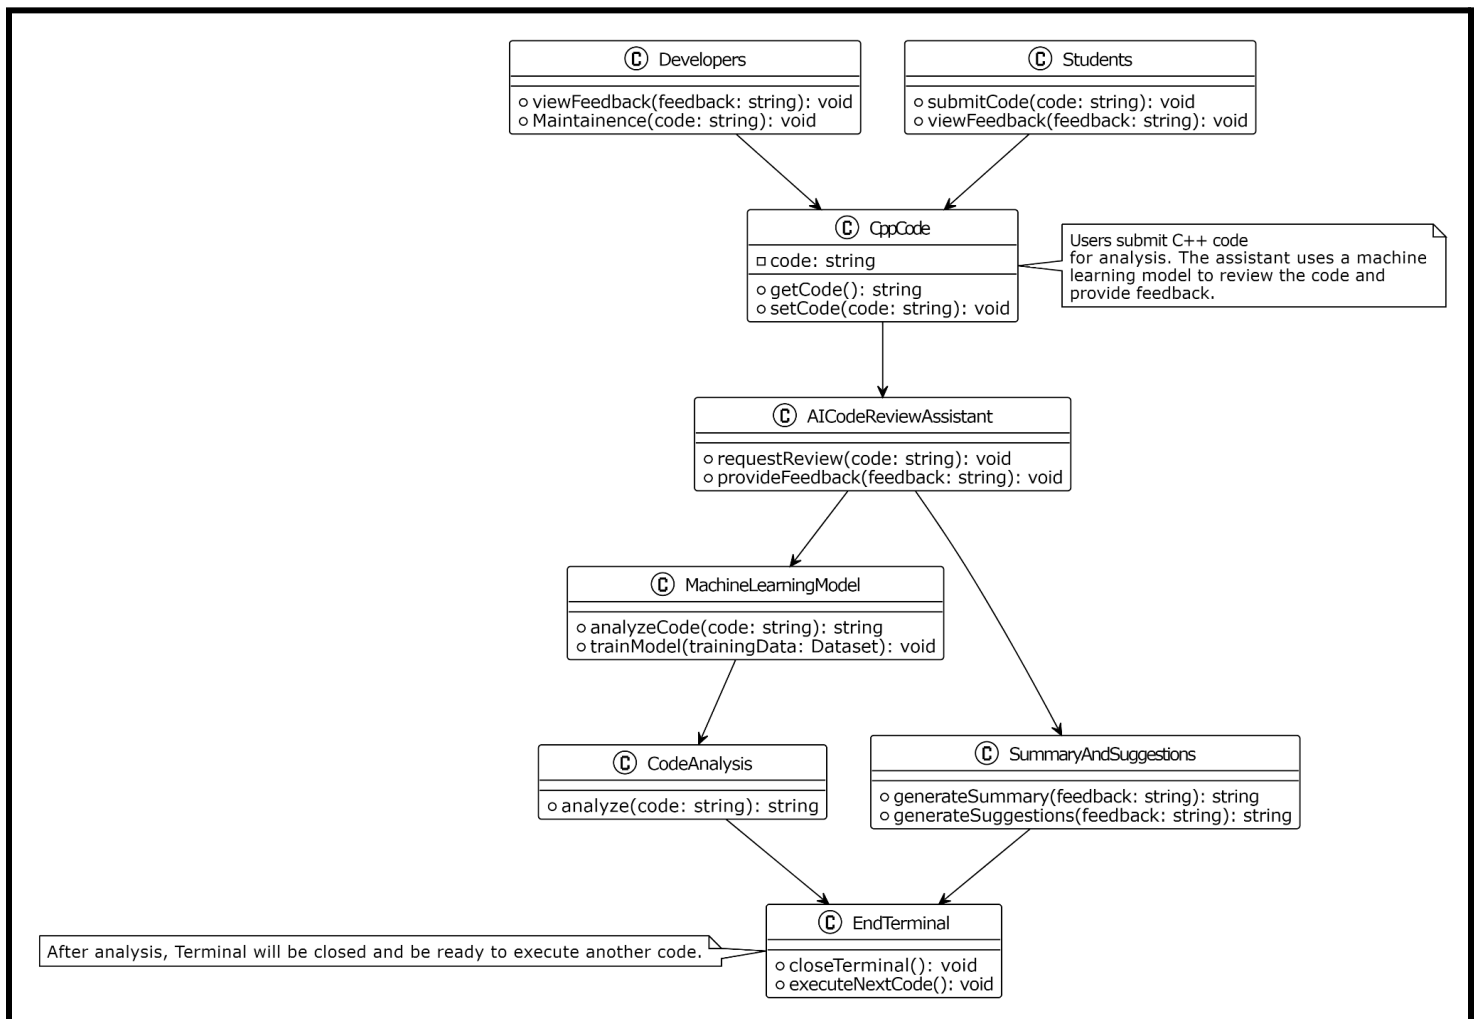 C Developers
viewFeedback(feedback: string): void
Maintainence(code: string): void
C Students
submitCode(code: string): void
viewFeedback(feedback: string): void
C CppCode
code: string
getCode(): string
setCode(code: string): void
Users submit C++ code
for analysis. The assistant uses a machine
learning model to review the code and
provide feedback.
C AICodeReviewAssistant
requestReview(code: string): void
provideFeedback(feedback: string): void
C MachineLearningModel
analyzeCode(code: string): string
trainModel(trainingData: Dataset): void
C CodeAnalysis
analyze(code: string): string
C SummaryAndSuggestions
generateSummary(feedback: string): string
generateSuggestions(feedback: string): string
C EndTerminal
closeTerminal(): void
executeNextCode(): void
After analysis, Terminal will be closed and be ready to execute another code.